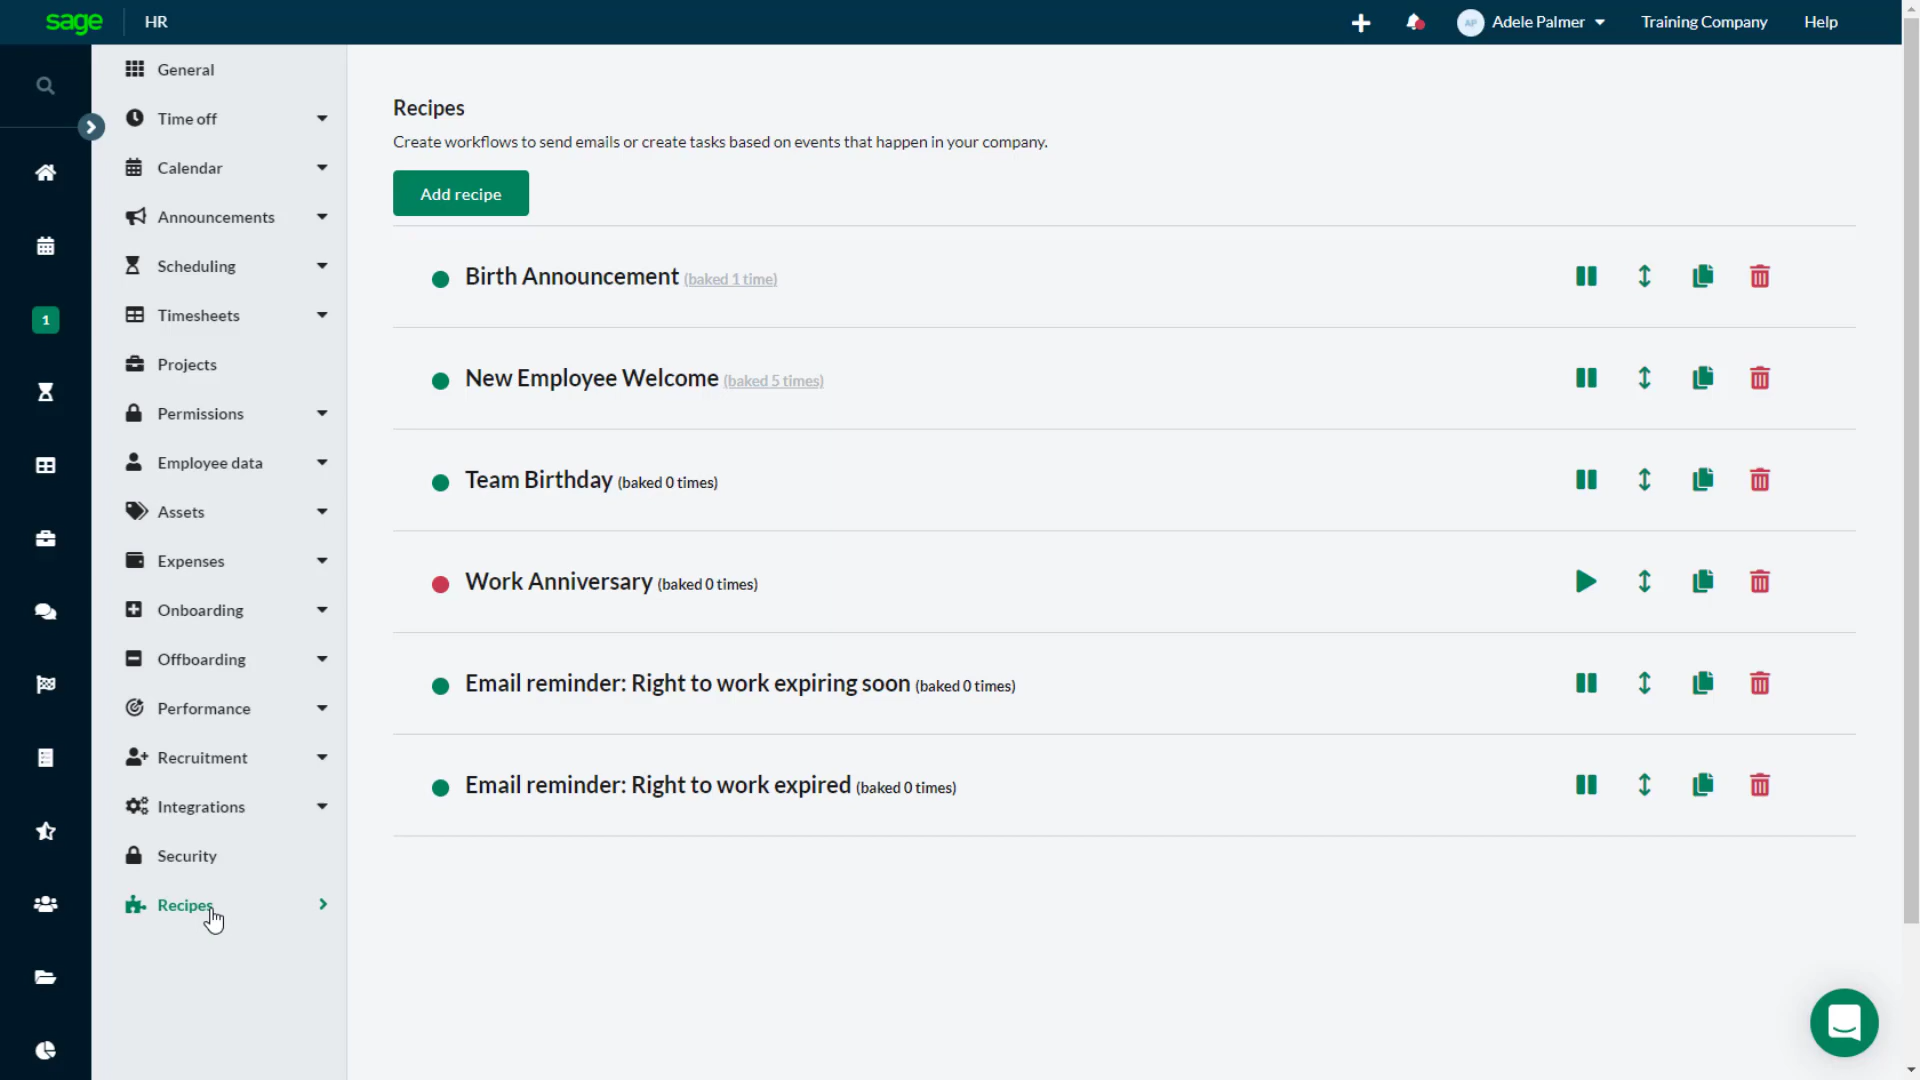 sage HR
AP Adele Palmer Training Company Help
General
Time off
Calendar
Announcements
Scheduling
1
Timesheets
Projects
Permissions
Employee data
Assets
Expenses
Onboarding
Offboarding
Performance
Recruitment
Integrations
Security
Recipes
Recipes
Create workflows to send emails or create tasks based on events that happen in your company.
Add recipe
Birth Announcement (baked 1 time)
New Employee Welcome (baked 5 times)
Team Birthday (baked 0 times)
Work Anniversary (baked 0 times)
Email reminder: Right to work expiring soon (baked 0 times)
Email reminder: Right to work expired (baked 0 times)